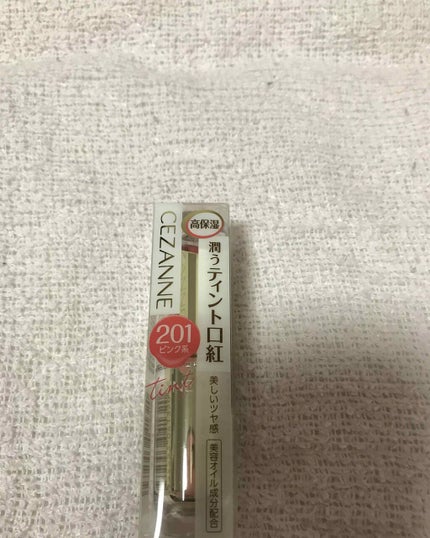 CEZANNE
高保湿
潤うティント口紅
201
ピンク系
tint
美しいツヤ感
美容オイル成分配合